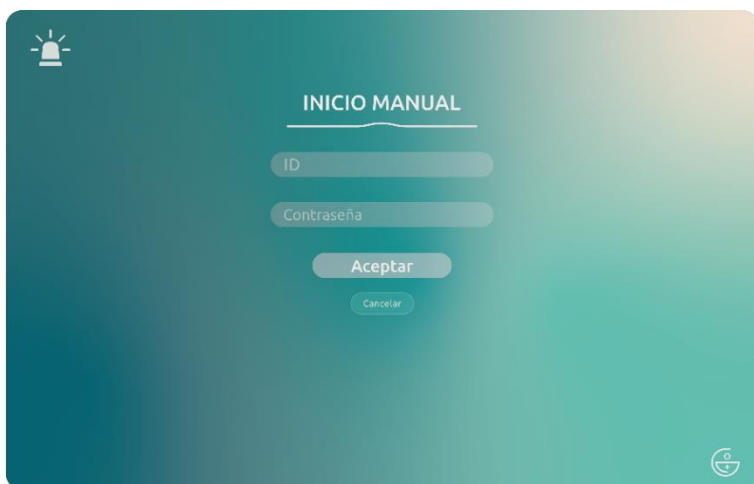 INICIO MANUAL
ID
Contraseña
Aceptar
Cancelar